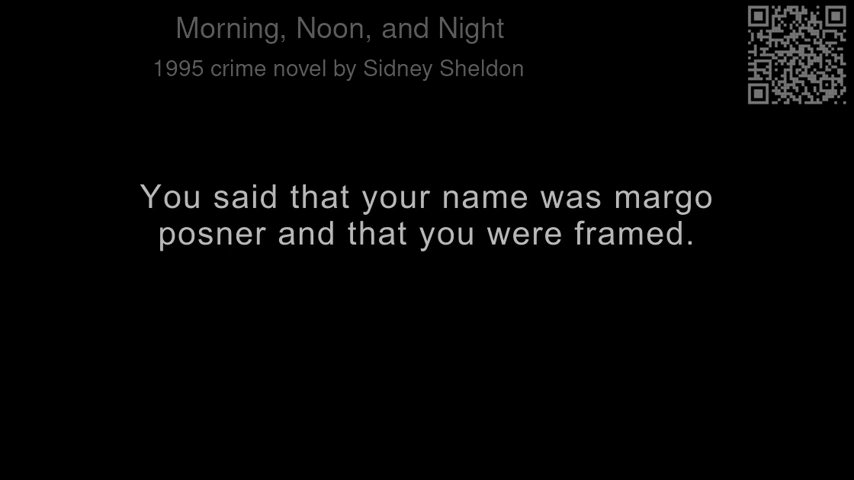 Morning, Noon, and Night
1995 crime novel by Sidney Sheldon
You said that your name was margo
posner and that you were framed.